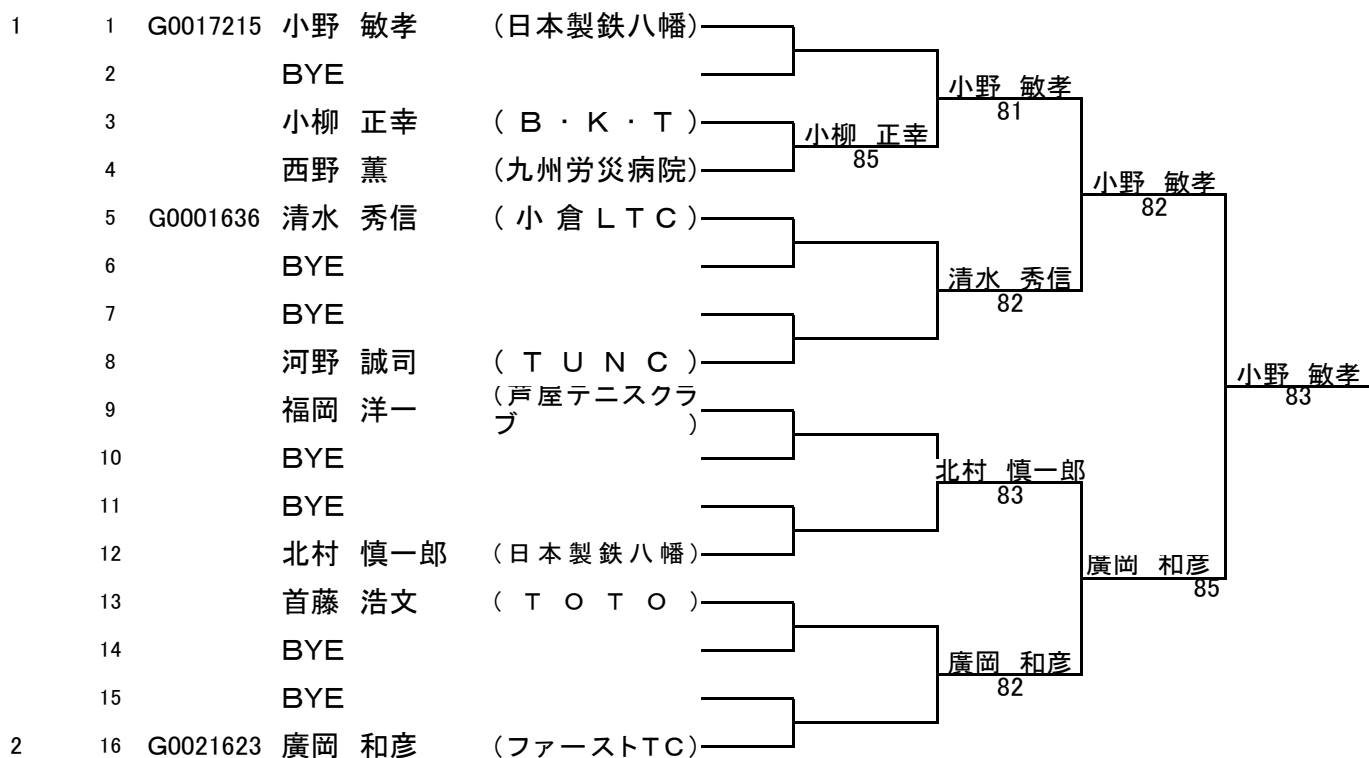 1 1 G0017215 小野 敏孝 (日本製鉄八幡)
2 BYE
小野 敏孝
81
3 小柳 正幸 (B・K・T)
小柳 正幸
85
4 西野 薫 (九州労災病院)
小野 敏孝
82
5 G0001636 清水 秀信 (小倉LTC)
6 BYE
清水 秀信
82
7 BYE
8 河野 誠司 (TUNC)
小野 敏孝
83
9 福岡 洋一 (芦屋テニスクラ
ブ)
10 BYE
北村 慎一郎
83
11 BYE
12 北村 慎一郎 (日本製鉄八幡)
廣岡 和彦
85
13 首藤 浩文 (TOTO)
14 BYE
廣岡 和彦
82
15 BYE
2 16 G0021623 廣岡 和彦 (ファーストTC)